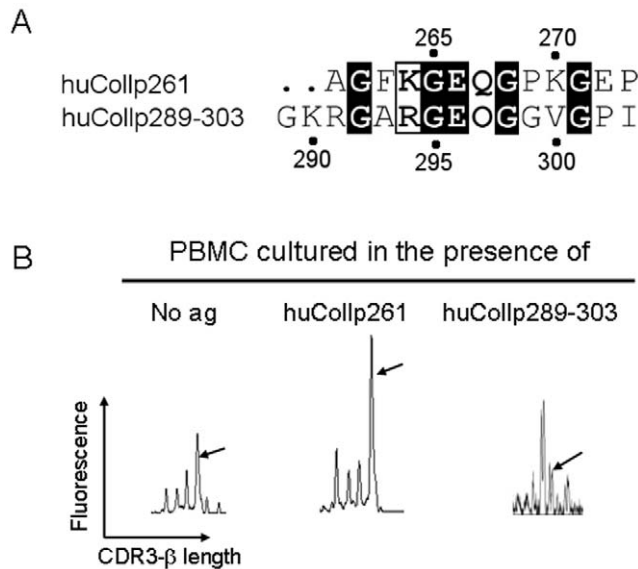 A
265 270
huCollp261 . . AGFKGEQGPKGEP
huCollp289-303 GKRGARGEOGGVGPI
290 295 300
B
PBMC cultured in the presence of
No ag huCollp261 huCollp289-303
Fluorescence
CDR3-β length